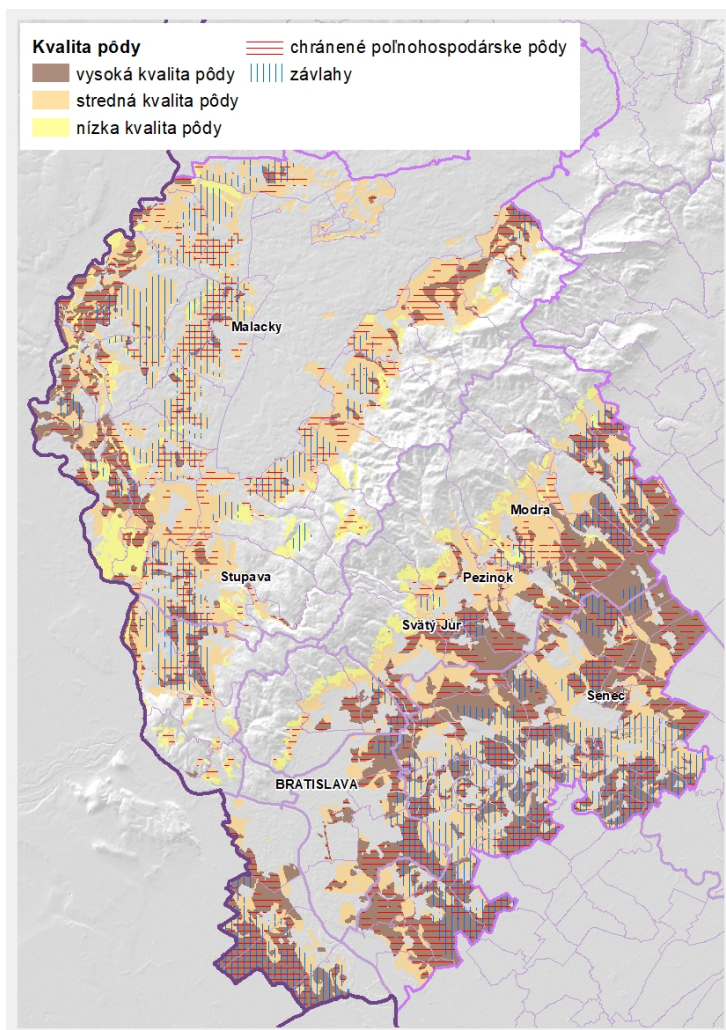 Kvalita pôdy
vysoká kvalita pôdy
stredná kvalita pôdy
nízka kvalita pôdy
chránené poľnohospodárske pôdy
závlahy
Malacky
Modra
Stupava
Pezinok
Svätý Jur
Senec
BRATISLAVA